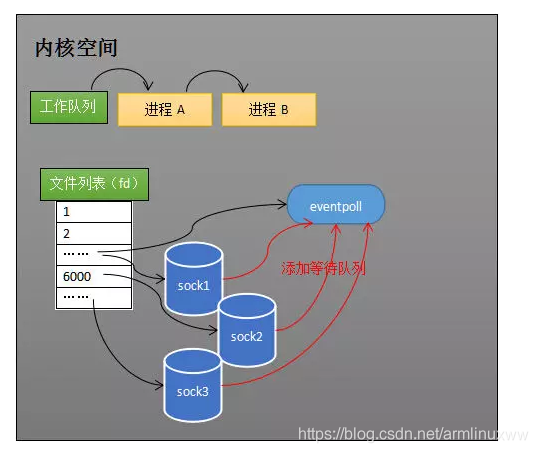 内核空间
工作队列
进程 A
进程 B
文件列表（fd）
1
2
……
6000
……
eventpoll
添加等待队列
sock1
sock2
sock3
https://blog.csdn.net/armlinuxww